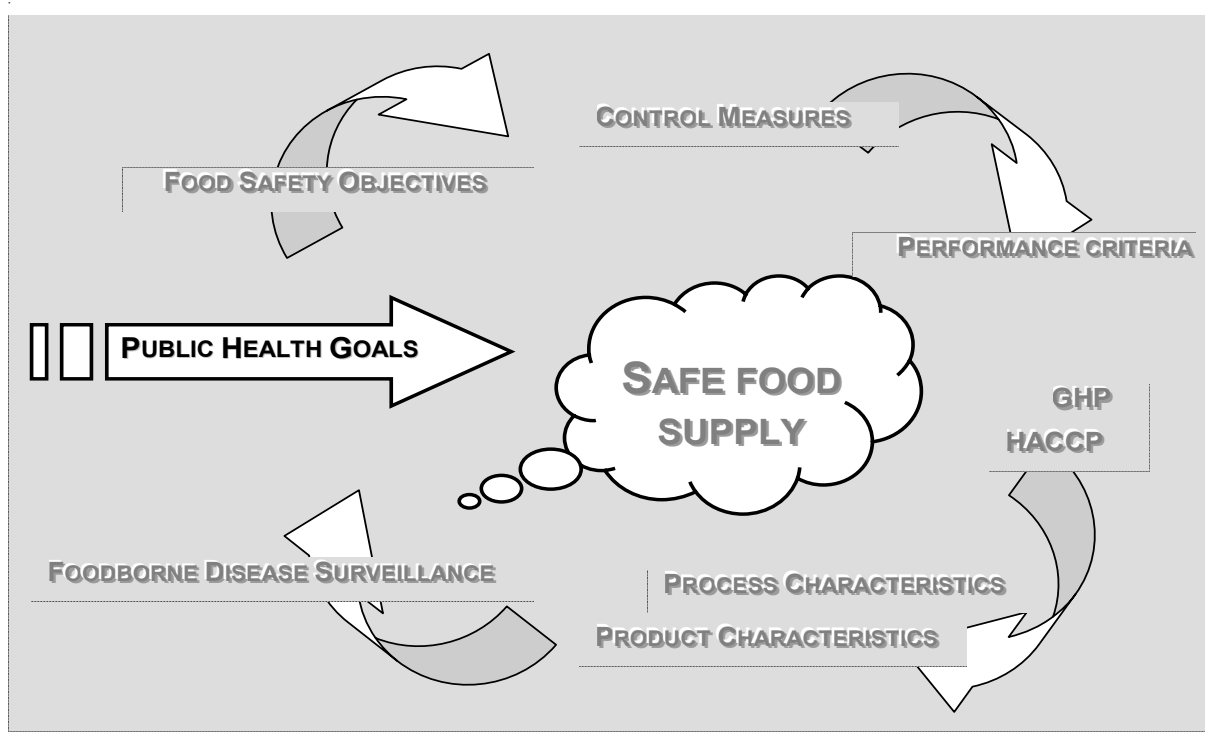 CONTROL MEASURES
FOOD SAFETY OBJECTIVES
PERFORMANCE CRITERIA
PUBLIC HEALTH GOALS
SAFE FOOD
SUPPLY
GHP
HACCP
FOODBORNE DISEASE SURVEILLANCE
PROCESS CHARACTERISTICS
PRODUCT CHARACTERISTICS